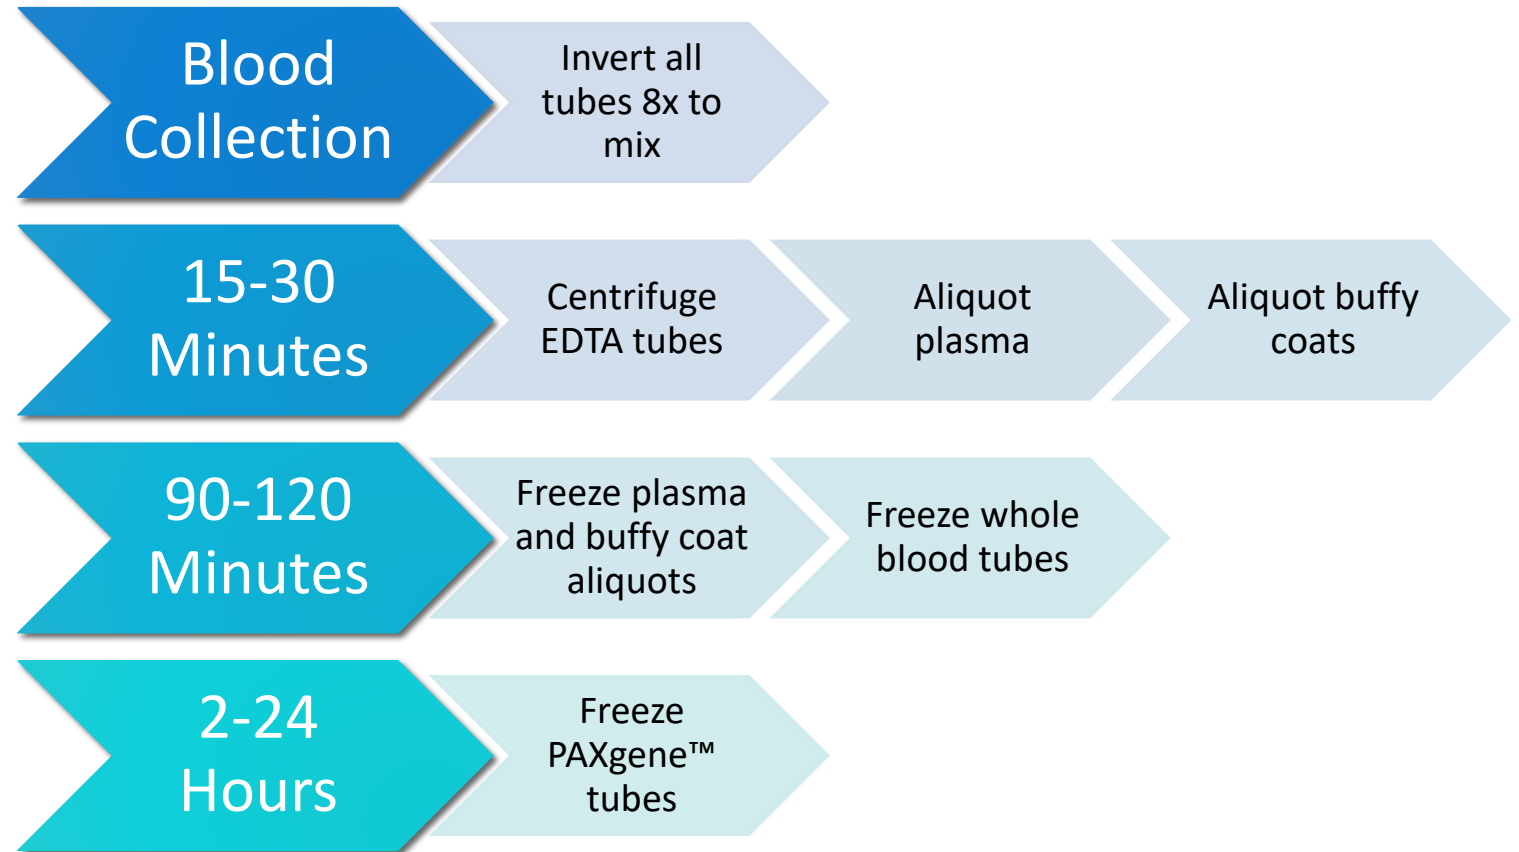 Blood
Collection
Invert all
tubes 8x to
mix
15-30
Minutes
Centrifuge
EDTA tubes
Aliquot
plasma
Aliquot buffy
coats
90-120
Minutes
Freeze plasma
and buffy coat
aliquots
Freeze whole
blood tubes
2-24
Hours
Freeze
PAXgene™
tubes